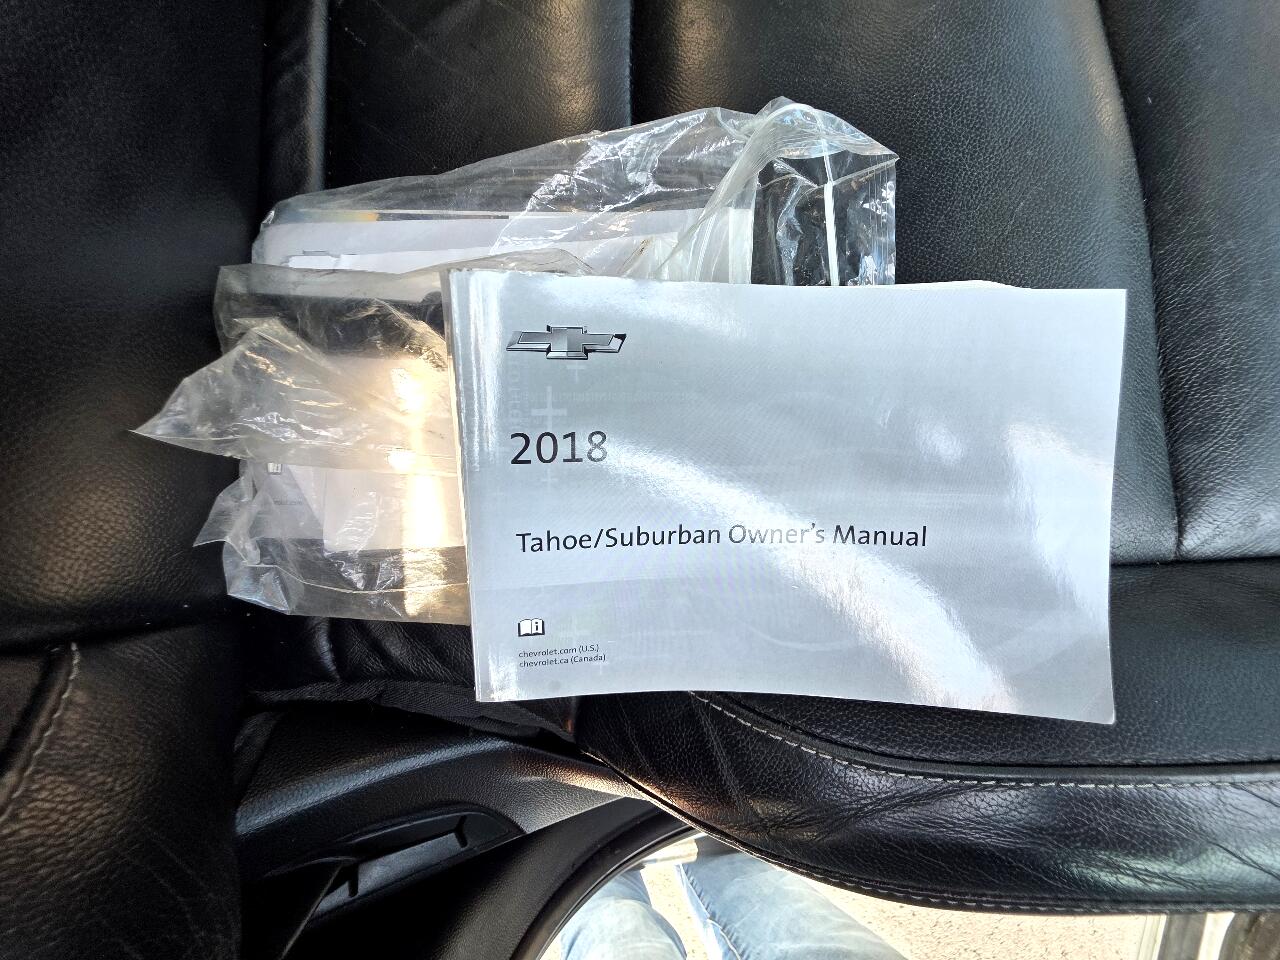 2018
Tahoe/Suburban Owner's Manual
chevrolet.com (U.S.)
chevrolet.ca (Canada)